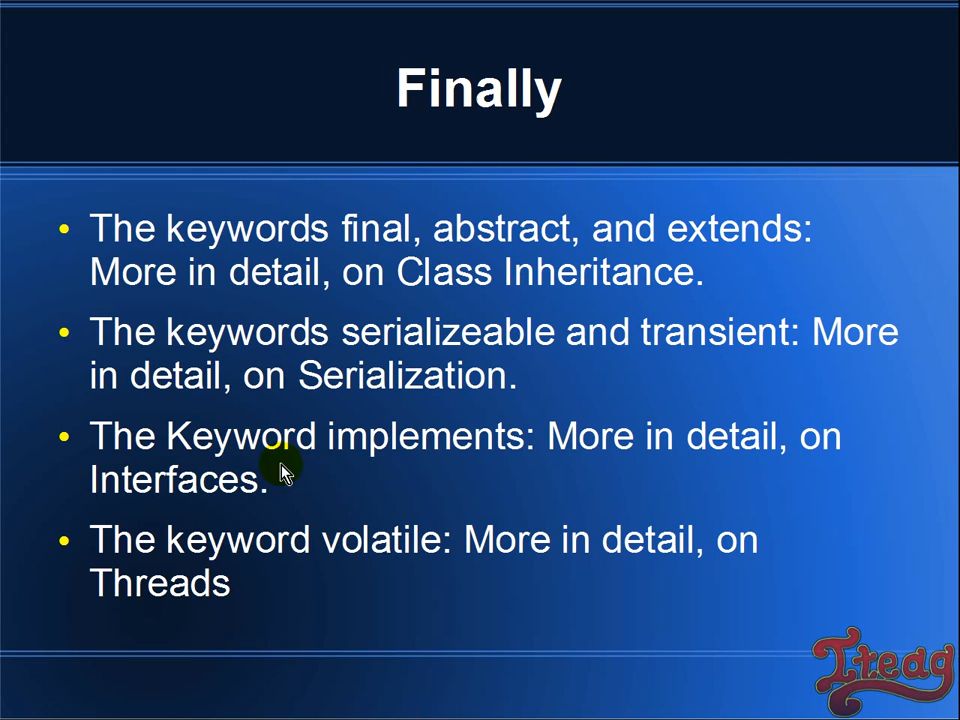 Finally
• The keywords final, abstract, and extends:
More in detail, on Class Inheritance.
• The keywords serializeable and transient: More
in detail, on Serialization.
• The Keyword implements: More in detail, on
Interfaces.
• The keyword volatile: More in detail, on
Threads
Itedg